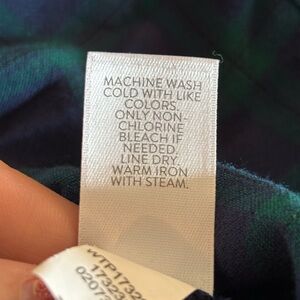 MACHINE WASH
COLD WITH LIKE
COLORS.
ONLY NON-
CHLORINE
BLEACH IF
NEEDED.
LINE DRY.
WARM IRON
WITH STEAM.